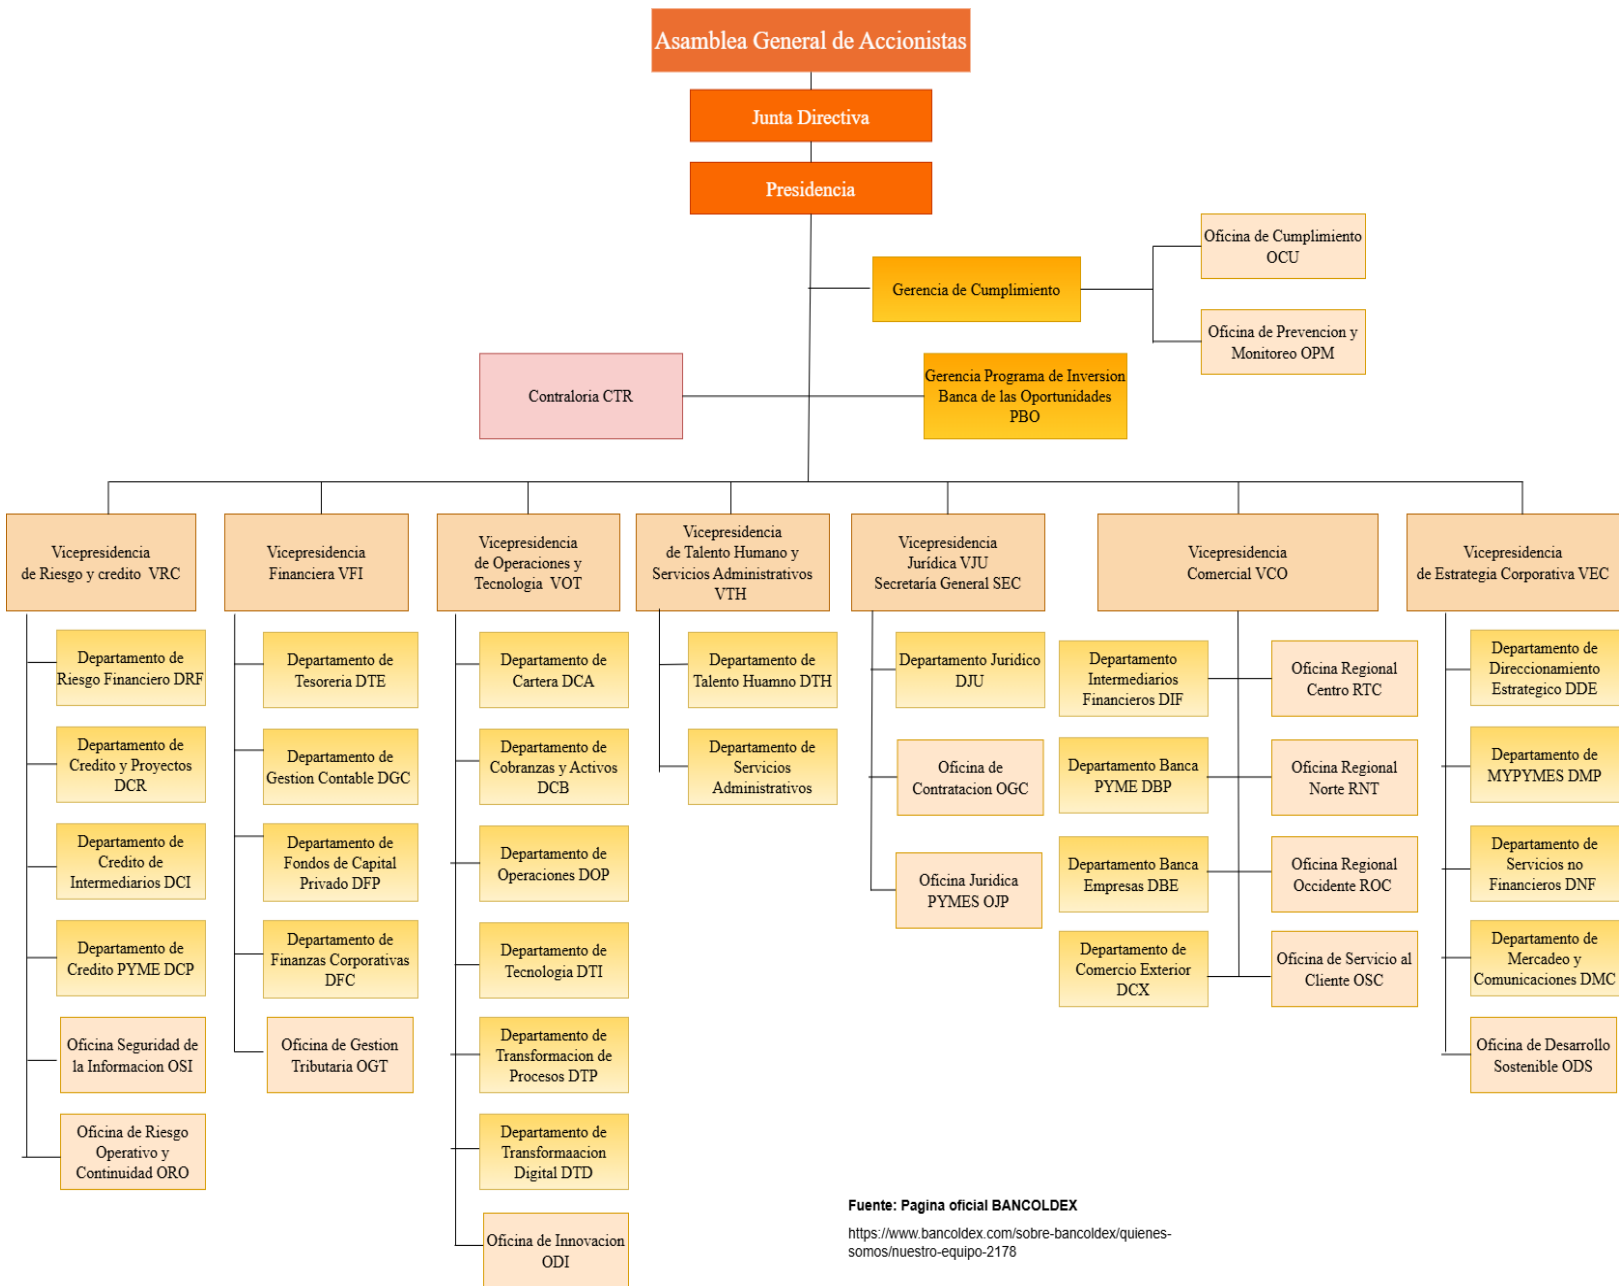 Asamblea General de Accionistas
Junta Directiva
Presidencia
Oficina de Cumplimiento
OCU
Gerencia de Cumplimiento
Oficina de Prevencion y
Monitoreo OPM
Contraloria CTR
Gerencia Programa de Inversion
Banca de las Oportunidades
PBO
Vicepresidencia
de Riesgo y credito VRC
Vicepresidencia
Financiera VFI
Vicepresidencia
de Operaciones y
Tecnologia VOT
Vicepresidencia
de Talento Humano y
Servicios Administrativos
VTH
Vicepresidencia
Jurídica VJU
Secretaría General SEC
Vicepresidencia
Comercial VCO
Vicepresidencia
de Estrategia Corporativa VEC
Departamento de
Riesgo Financiero DRF
Departamento de
Credito y Proyectos
DCR
Departamento de
Credito de
Intermediarios DCI
Departamento de
Credito PYME DCP
Oficina Seguridad de
la Informacion OSI
Oficina de Riesgo
Operativo y
Continuidad ORO
Departamento de
Tesoreria DTE
Departamento de
Gestion Contable DGC
Departamento de
Fondos de Capital
Privado DFP
Departamento de
Finanzas Corporativas
DFC
Oficina de Gestion
Tributaria OGT
Departamento de
Cartera DCA
Departamento de
Cobranzas y Activos
DCB
Departamento de
Operaciones DOP
Departamento de
Tecnologia DTI
Departamento de
Transformacion de
Procesos DTP
Departamento de
Transformaacion
Digital DTD
Oficina de Innovacion
ODI
Departamento de
Talento Huamno DTH
Departamento de
Servicios
Administrativos
Departamento Juridico
DJU
Oficina de
Contratacion OGC
Oficina Juridica
PYMES OJP
Departamento
Intermediarios
Financieros DIF
Departamento Banca
PYME DBP
Departamento Banca
Empresas DBE
Departamento de
Comercio Exterior
DCX
Oficina Regional
Centro RTC
Oficina Regional
Norte RNT
Oficina Regional
Occidente ROC
Oficina de Servicio al
Cliente OSC
Departamento de
Direccionamiento
Estrategico DDE
Departamento de
MYPYMES DMP
Departamento de
Servicios no
Financieros DNF
Departamento de
Mercadeo y
Comunicaciones DMC
Oficina de Desarrollo
Sostenible ODS
Fuente: Pagina oficial BANCOLDEX
https://www.bancoldex.com/sobre-bancoldex/quienes-
somos/nuestro-equipo-2178